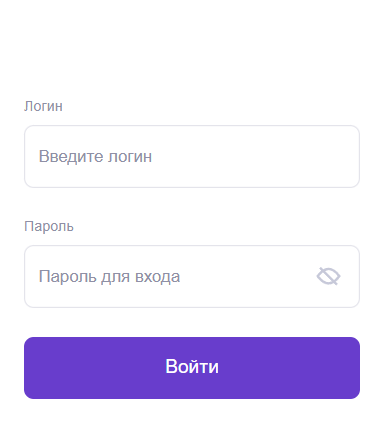 Логин
Введите логин
Пароль
Пароль для входа
Войти